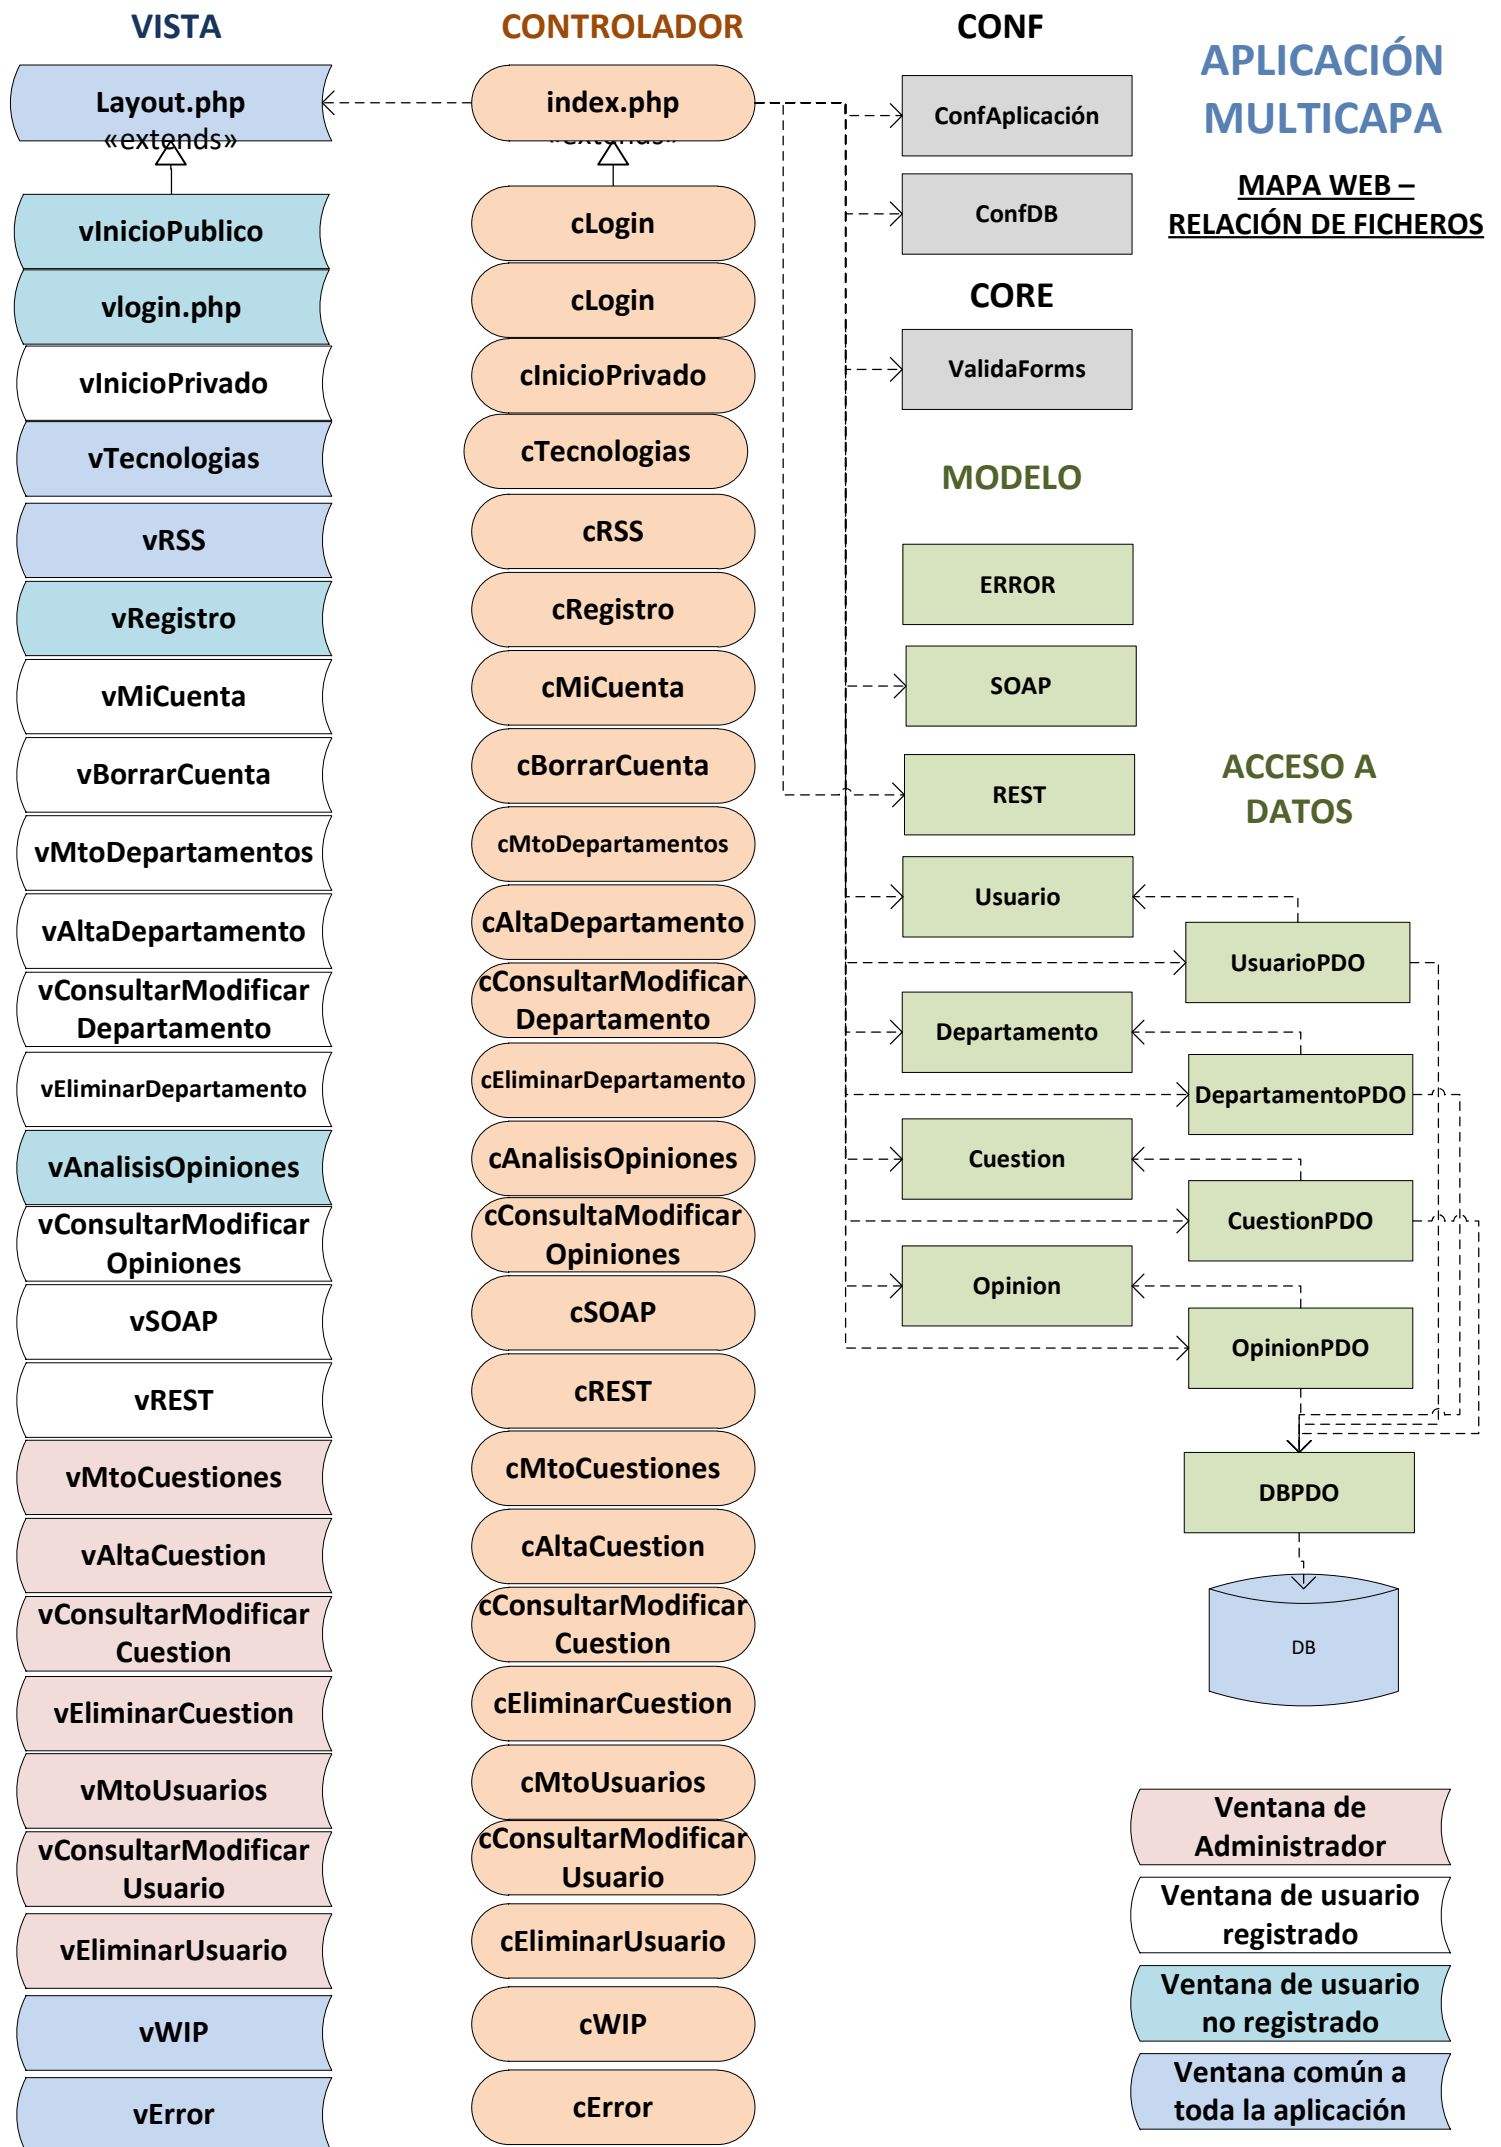 VISTA
Layout.php
«extends»
vInicioPublico
vlogin.php
vInicioPrivado
vTecnologias
vRSS
vRegistro
vMiCuenta
vBorrarCuenta
vMtoDepartamentos
vAltaDepartamento
vConsultarModificar
Departamento
vEliminarDepartamento
vAnalisisOpiniones
vConsultarModificar
Opiniones
vSOAP
vREST
vMtoCuestiones
vAltaCuestion
vConsultarModificar
Cuestion
vEliminarCuestion
vMtoUsuarios
vConsultarModificar
Usuario
vEliminarUsuario
vWIP
vError
CONTROLADOR
index.php
«extends»
cLogin
cLogin
cInicioPrivado
cTecnologias
cRSS
cRegistro
cMiCuenta
cBorrarCuenta
cMtoDepartamentos
cAltaDepartamento
cConsultarModificar
Departamento
cEliminarDepartamento
cAnalisisOpiniones
cConsultaModificar
Opiniones
cSOAP
cREST
cMtoCuestiones
cAltaCuestion
cConsultarModificar
Cuestion
cEliminarCuestion
cMtoUsuarios
cConsultarModificar
Usuario
cEliminarUsuario
cWIP
cError
CONF
ConfAplicación
ConfDB
CORE
ValidaForms
MODELO
ERROR
SOAP
REST
Usuario
Departamento
Cuestion
Opinion
APLICACIÓN
MULTICAPA
MAPA WEB –
RELACIÓN DE FICHEROS
ACCESO A
DATOS
UsuarioPDO
DepartamentoPDO
CuestionPDO
OpinionPDO
DBPDO
DB
Ventana de
Administrador
Ventana de usuario
registrado
Ventana de usuario
no registrado
Ventana común a
toda la aplicación